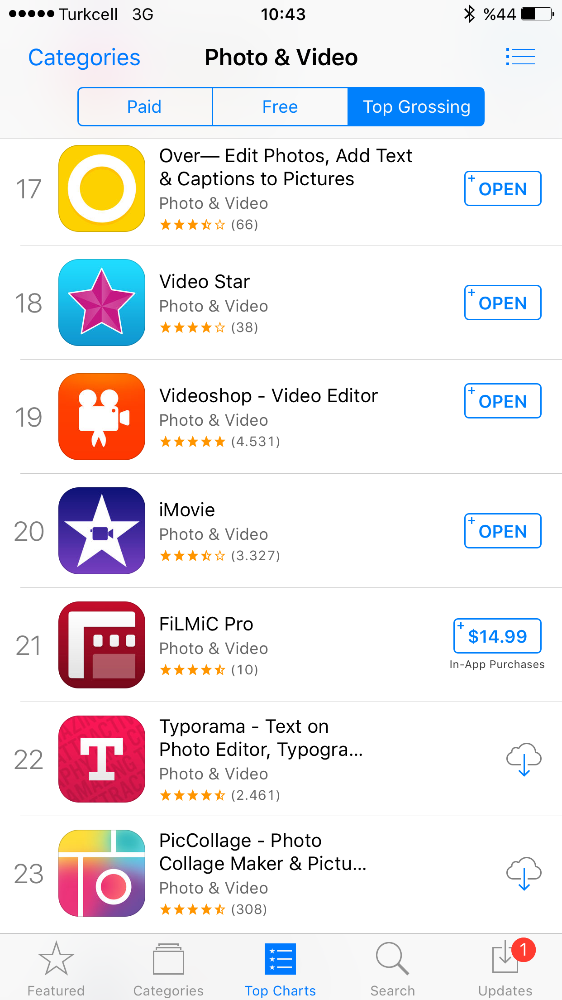 Turkcell 3G 10:43 %44
Categories Photo & Video
Paid Free Top Grossing
17
Over— Edit Photos, Add Text
& Captions to Pictures
Photo & Video
(66)
+ OPEN
18
Video Star
Photo & Video
(38)
+ OPEN
19
Videoshop - Video Editor
Photo & Video
(4.531)
+ OPEN
20
iMovie
Photo & Video
(3.327)
+ OPEN
21
FiLMiC Pro
Photo & Video
(10)
+ $14.99
In-App Purchases
22
T
Typorama - Text on
Photo Editor, Typogra...
Photo & Video
(2.461)
23
PicCollage - Photo
Collage Maker & Pictu...
Photo & Video
(308)
1
Featured Categories Top Charts Search Updates